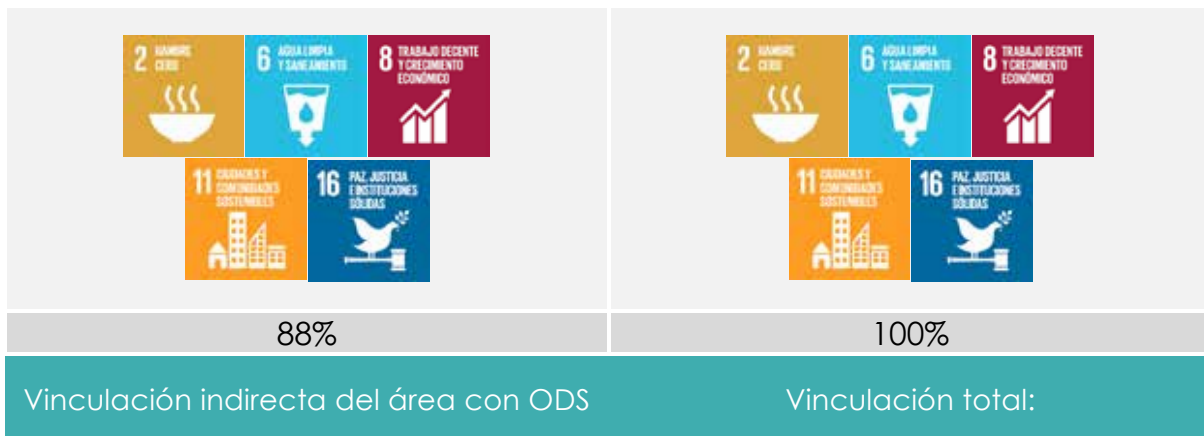 2 HAMBRE
CERO
6 AGUA LIMPIA
Y SANEAMIENTO
8 TRABAJO DECENTE
Y CRECIMIENTO
ECONÓMICO
11 CIUDADES Y
COMUNIDADES
SOSTENIBLES
16 PAZ, JUSTICIA
E INSTITUCIONES
SÓLIDAS
2 HAMBRE
CERO
6 AGUA LIMPIA
Y SANEAMIENTO
8 TRABAJO DECENTE
Y CRECIMIENTO
ECONÓMICO
11 CIUDADES Y
COMUNIDADES
SOSTENIBLES
16 PAZ, JUSTICIA
E INSTITUCIONES
SÓLIDAS
88%
100%
Vinculación indirecta del área con ODS
Vinculación total: